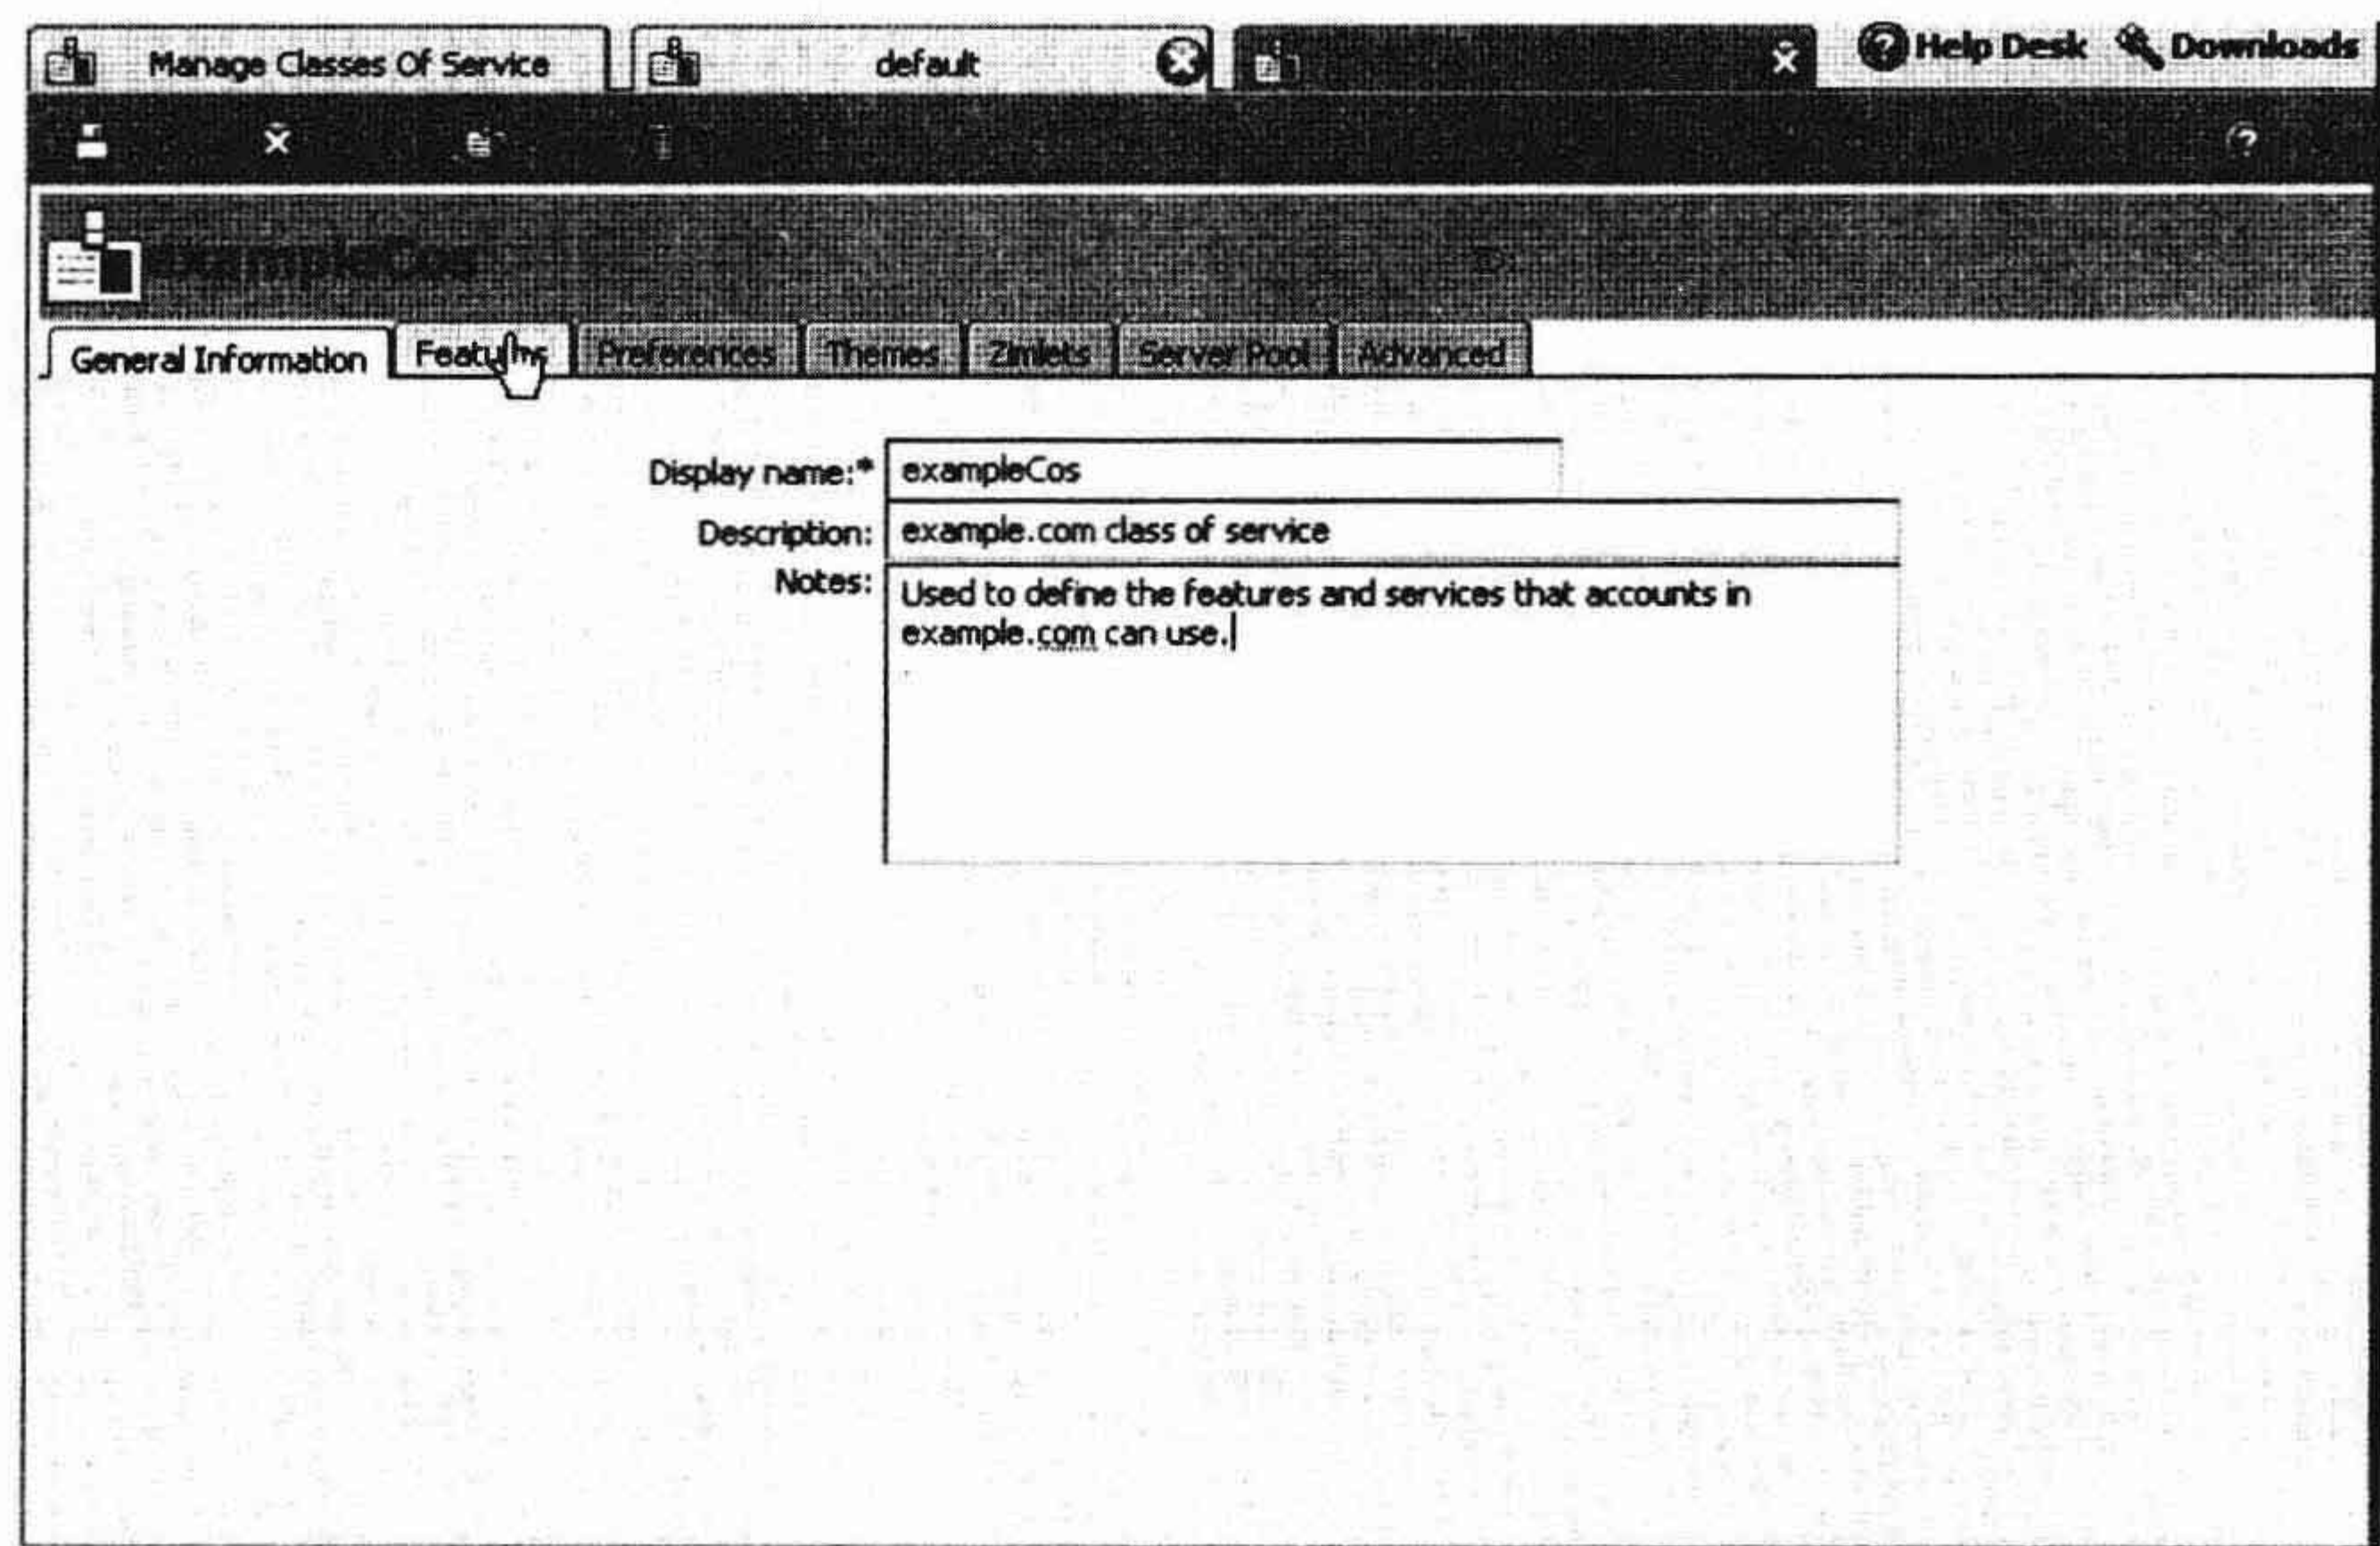 Manage Classes Of Service
default
Help Desk
Downloads
exampleCos
General Information
Preferences
Themes
Zimlets
Server Pool
Advanced
Display name:* exampleCos
Description: example.com class of service
Notes: Used to define the features and services that accounts in
example.com can use.